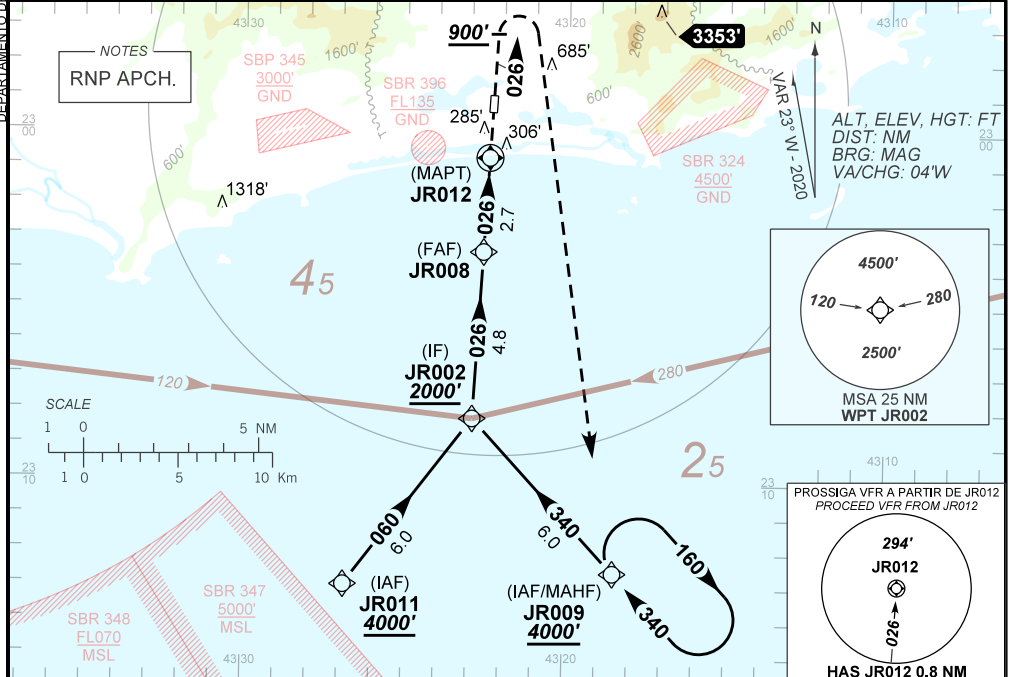 DEPARTAMENTO D
43 30
43 20
43 10
NOTES
RNP APCH.
1600'
SBP 345
3000'
GND
SBR 396
FL135
GND
900'
026
685'
2600'
3353'
1600'
600'
N
VAR 23° W - 2020
ALT, ELEV, HGT: FT
DIST: NM
BRG: MAG
VA/CHG: 04'W
23 00
23 00
285'
306'
600'
1318'
SBR 324
4500'
GND
(MAPT)
JR012
026
2.7
(FAF)
JR008
45
026
4.8
(IF)
JR002
2000'
120
280
4500'
120
280
2500'
MSA 25 NM
WPT JR002
SCALE
1 0 5 NM
1 0 5 10 Km
25
43 10
23 10
23 10
060
6.0
340
6.0
(IAF)
JR011
4000'
(IAF/MAHF)
JR009
4000'
160
340
SBR 348
FL070
MSL
SBR 347
5000'
MSL
43 30
43 20
PROSSIGA VFR A PARTIR DE JR012
PROCEED VFR FROM JR012
294'
JR012
026
HAS JR012 0.8 NM